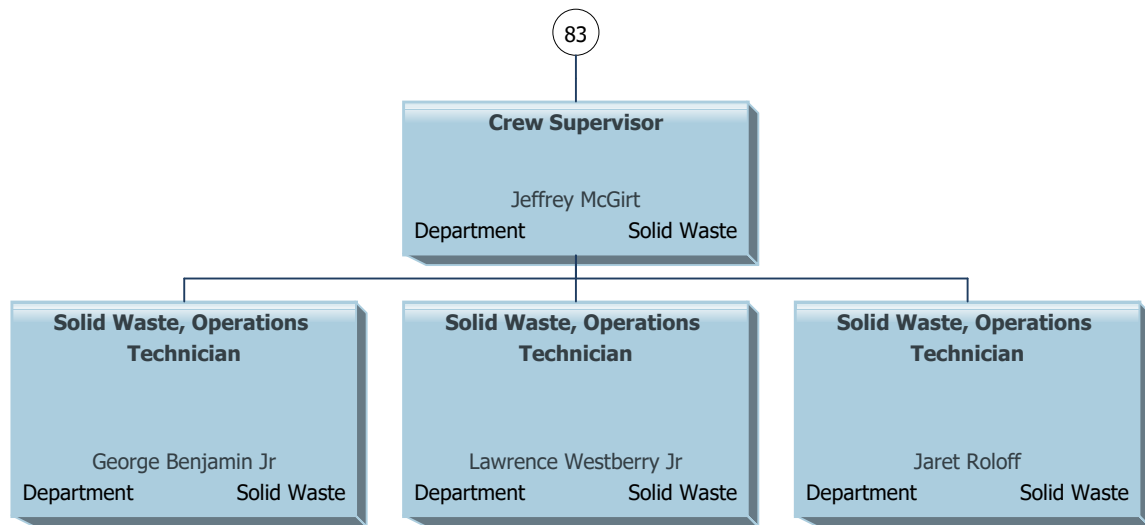 83
Crew Supervisor
Jeffrey McGirt
Department Solid Waste
Solid Waste, Operations
Technician
George Benjamin Jr
Department Solid Waste
Solid Waste, Operations
Technician
Lawrence Westberry Jr
Department Solid Waste
Solid Waste, Operations
Technician
Jaret Roloff
Department Solid Waste